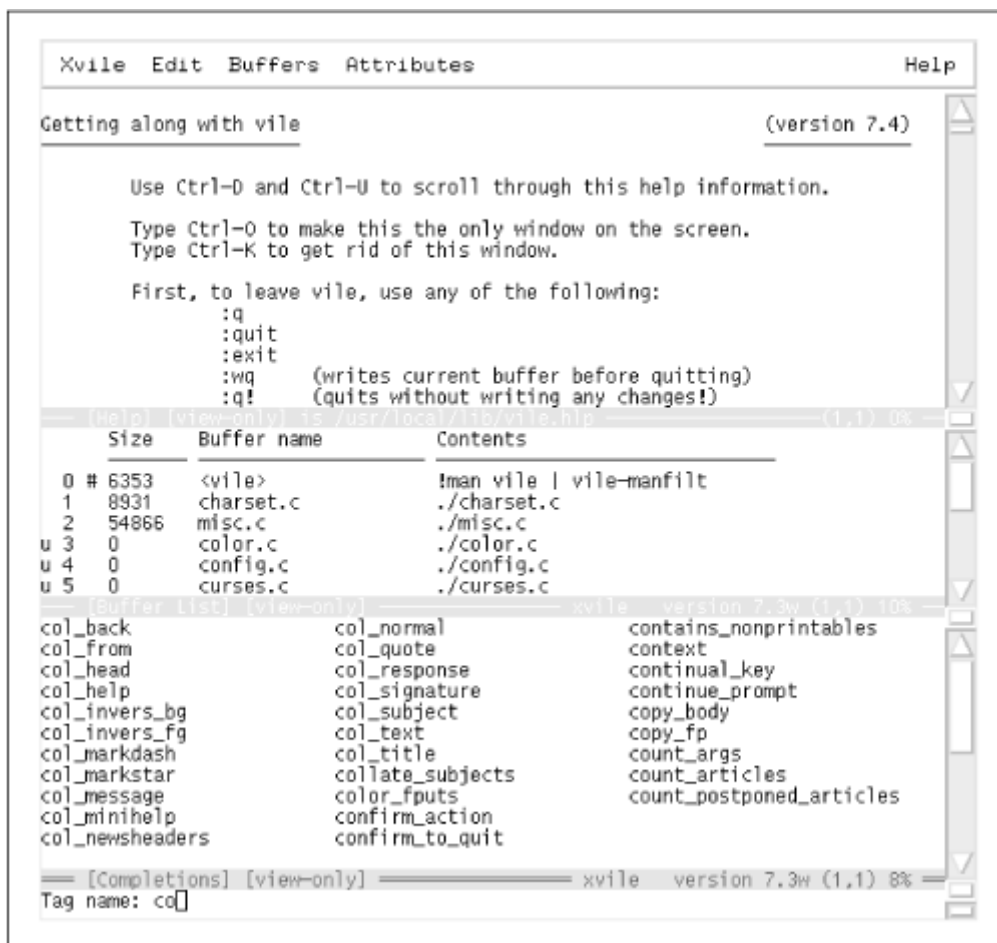 Xvile Edit Buffers Attributes Help
Getting along with vile (version 7.4)
Use Ctrl-D and Ctrl-U to scroll through this help information.
Type Ctrl-O to make this the only window on the screen.
Type Ctrl-K to get rid of this window.
First, to leave vile, use any of the following:
:q
:quit
:exit
:wq (writes current buffer before quitting)
:q! (quits without writing any changes!)
[Help] [view-only] is /usr/local/lib/vile.hlp (1,1) 0%
Size Buffer name Contents
0 # 6353 <vile> !man vile | vile-manfilt
1 8931 charset.c ./charset.c
2 54866 misc.c ./misc.c
u 3 0 color.c ./color.c
u 4 0 config.c ./config.c
u 5 0 curses.c ./curses.c
[Buffer List] [view-only] xvile version 7.3w (1,1) 10%
col_back col_normal contains_nonprintables
col_from col_quote context
col_head col_response continual_key
col_help col_signature continue_prompt
col_invers_bg col_subject copy_body
col_invers_fg col_text copy_fp
col_markdash col_title count_args
col_markstar collate_subjects count_articles
col_message color_fputs count_postponed_articles
col_minihelp confirm_action
col_newsheaders confirm_to_quit
[Completions] [view-only] xvile version 7.3w (1,1) 8%
Tag name: co